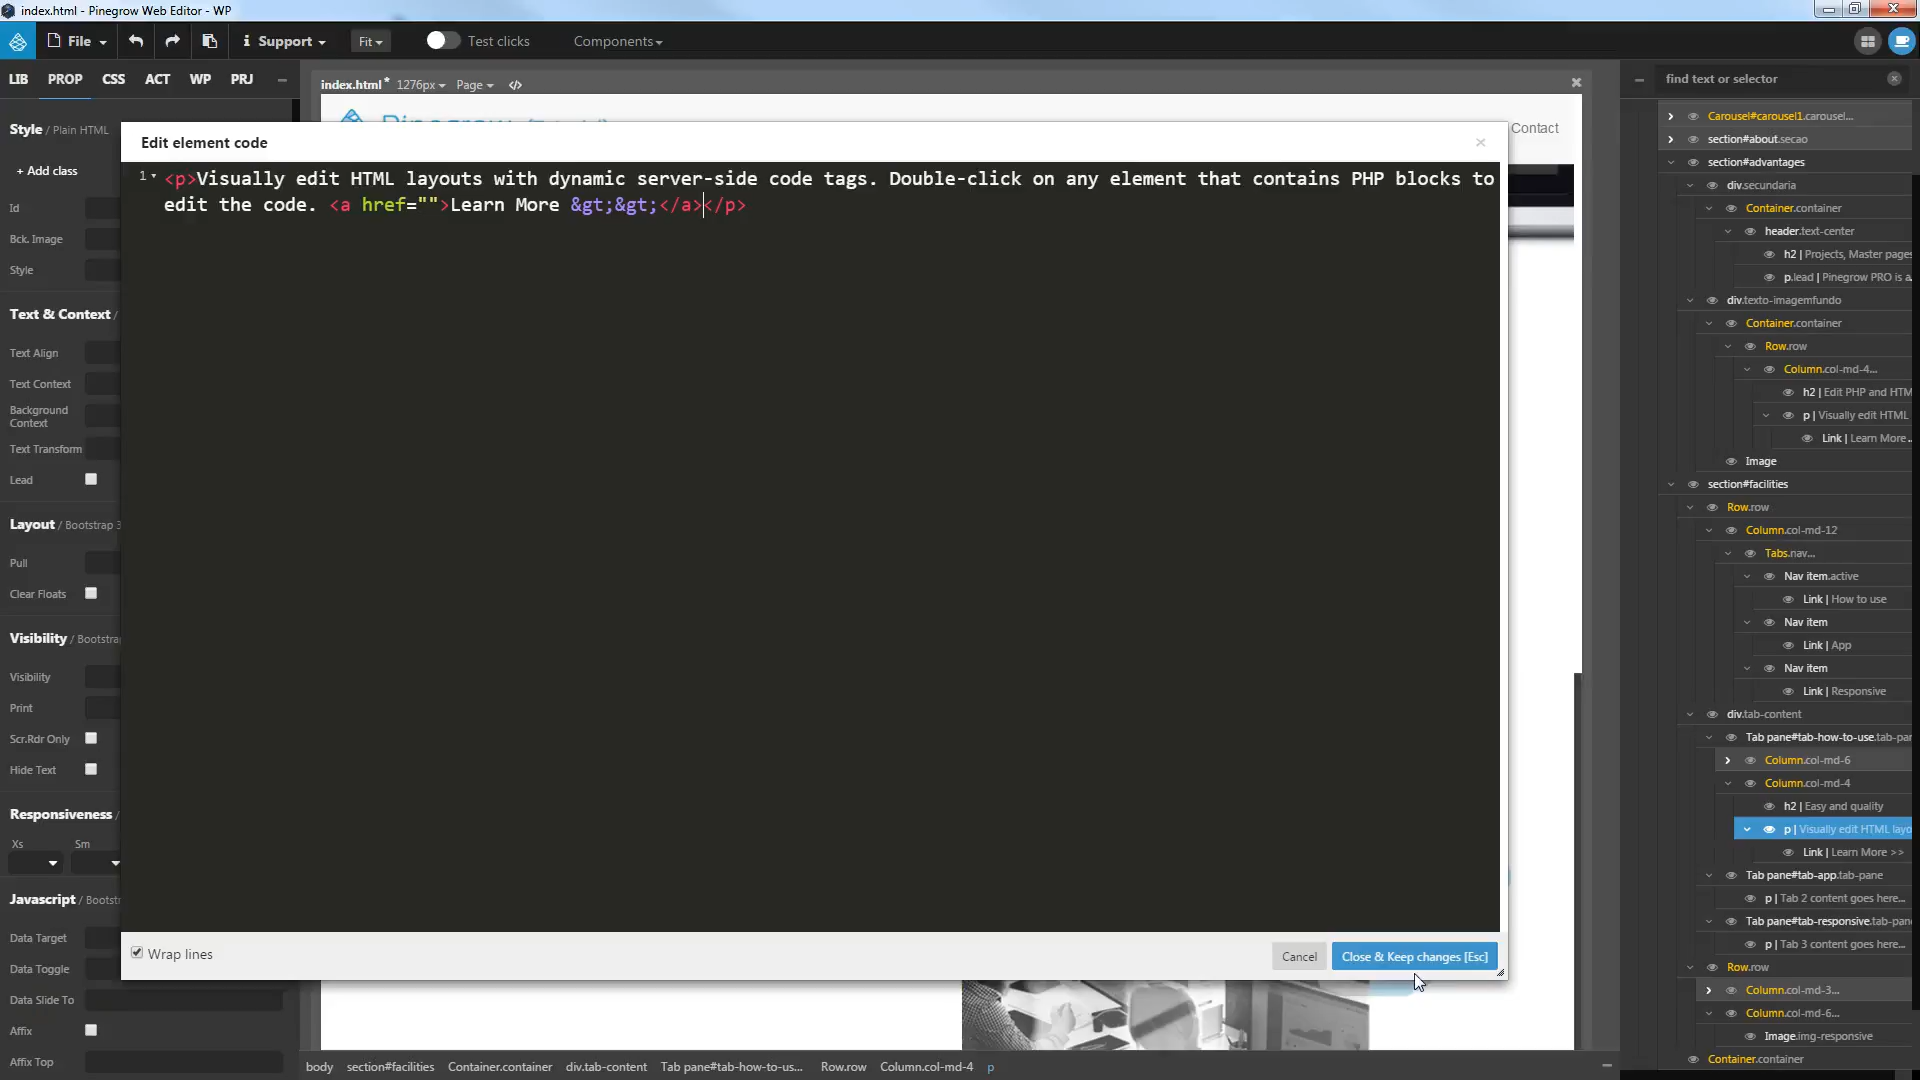 index.html - Pinegrow Web Editor - WP
File
Support
Fit
Test clicks
Components
LIB PROP CSS ACT WP PRJ
Style / Plain HTML
+ Add class
Id
Bck. Image
Style
Text & Context /
Text Align
Text Context
Background
Context
Text Transform
Lead
Layout / Bootstrap 3
Pull
Clear Floats
Visibility / Bootstra
Visibility
Print
Scr.Rdr Only
Hide Text
Responsiveness /
Xs Sm
Javascript / Bootst
Data Target
Data Toggle
Data Slide To
Affix
Affix Top
index.html* 1276px Page
Contact
Edit element code
1
<p>Visually edit HTML layouts with dynamic server-side code tags. Double-click on any element that contains PHP blocks to
edit the code. <a href="">Learn More &gt;&gt;</a></p>
Wrap lines
Cancel
Close & Keep changes [Esc]
body section#facilities Container.container div.tab-content Tab pane#tab-how-to-us... Row.row Column.col-md-4 p
find text or selector
Carousel#carousel1.carousel...
section#about.secao
section#advantages
div.secundaria
Container.container
header.text-center
h2 | Projects, Master pages
p.lead | Pinegrow PRO is a
div.texto-imagemfundo
Container.container
Row.row
Column.col-md-4...
h2 | Edit PHP and HTM
p | Visually edit HTML
Link | Learn More ..
Image
section#facilities
Row.row
Column.col-md-12
Tabs.nav...
Nav item.active
Link | How to use
Nav item
Link | App
Nav item
Link | Responsive
div.tab-content
Tab pane#tab-how-to-use.tab-pan
Column.col-md-6
Column.col-md-4
h2 | Easy and quality
p | Visually edit HTML layo
Link | Learn More >>
Tab pane#tab-app.tab-pane
p | Tab 2 content goes here...
Tab pane#tab-responsive.tab-pan
p | Tab 3 content goes here...
Row.row
Column.col-md-3...
Column.col-md-6...
Image.img-responsive
Container.container